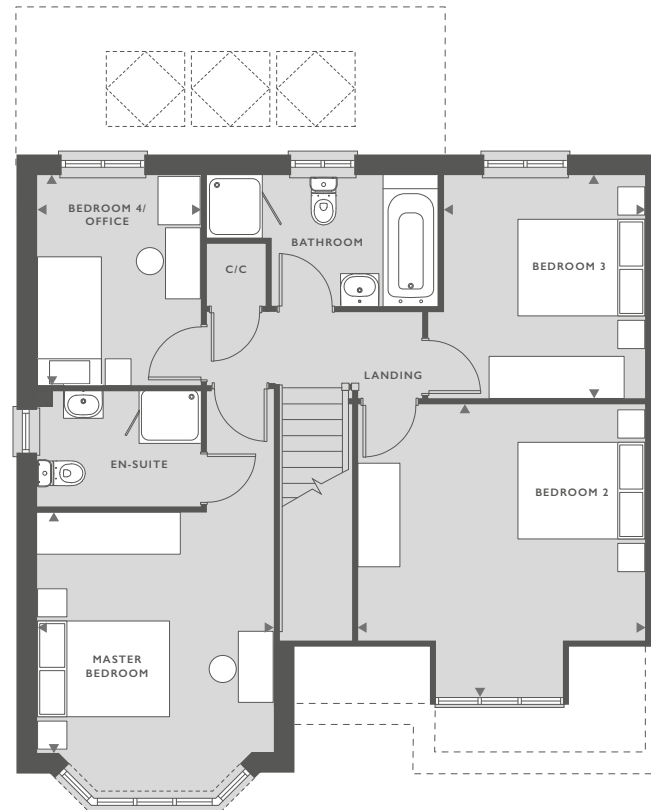 BEDROOM 4/
OFFICE
BATHROOM
C/C
BEDROOM 3
LANDING
EN-SUITE
BEDROOM 2
MASTER
BEDROOM